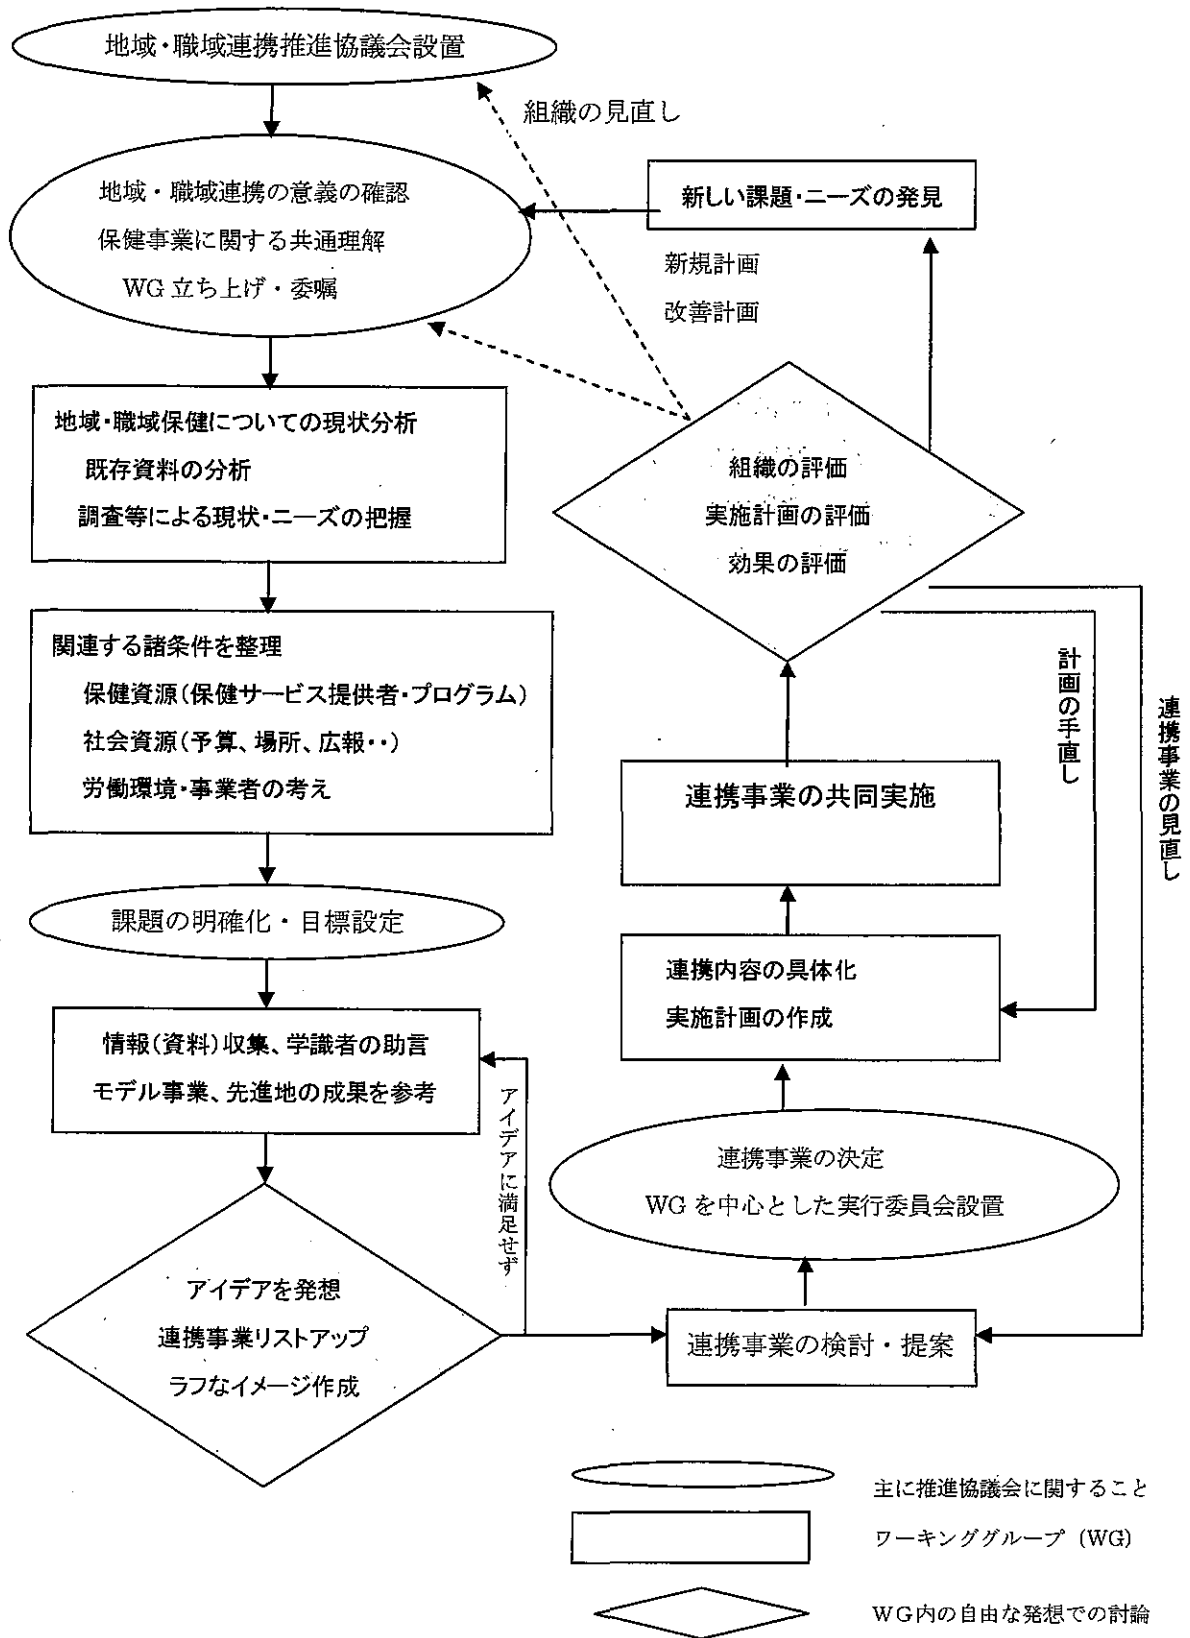 地域・職域連携推進協議会設置
組織の見直し
地域・職域連携の意義の確認
保健事業に関する共通理解
WG 立ち上げ・委嘱
新しい課題・ニーズの発見
新規計画
改善計画
地域・職域保健についての現状分析
既存資料の分析
調査等による現状・ニーズの把握
組織の評価
実施計画の評価
効果の評価
関連する諸条件を整理
保健資源(保健サービス提供者・プログラム)
社会資源(予算、場所、広報・・)
労働環境・事業者の考え
計画の手直し
連携事業の見直し
連携事業の共同実施
課題の明確化・目標設定
連携内容の具体化
実施計画の作成
情報(資料)収集、学識者の助言
モデル事業、先進地の成果を参考
アイデアに満足せず
連携事業の決定
WG を中心とした実行委員会設置
アイデアを発想
連携事業リストアップ
ラフなイメージ作成
連携事業の検討・提案
主に推進協議会に関すること
ワーキンググループ (WG)
WG内の自由な発想での討論